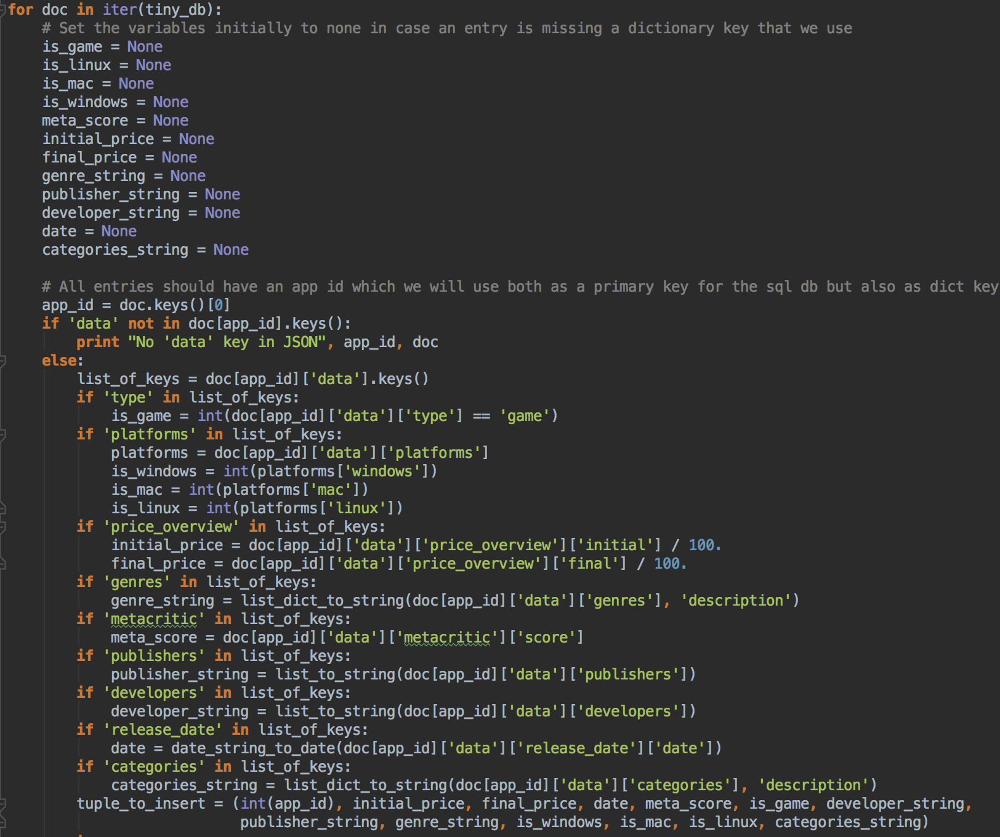 for doc in iter(tiny_db):
    # Set the variables initially to none in case an entry is missing a dictionary key that we use
    is_game = None
    is_linux = None
    is_mac = None
    is_windows = None
    meta_score = None
    initial_price = None
    final_price = None
    genre_string = None
    publisher_string = None
    developer_string = None
    date = None
    categories_string = None

    # All entries should have an app id which we will use both as a primary key for the sql db but also as dict key
    app_id = doc.keys()[0]
    if 'data' not in doc[app_id].keys():
        print "No 'data' key in JSON", app_id, doc
    else:
        list_of_keys = doc[app_id]['data'].keys()
        if 'type' in list_of_keys:
            is_game = int(doc[app_id]['data']['type'] == 'game')
        if 'platforms' in list_of_keys:
            platforms = doc[app_id]['data']['platforms']
            is_windows = int(platforms['windows'])
            is_mac = int(platforms['mac'])
            is_linux = int(platforms['linux'])
        if 'price_overview' in list_of_keys:
            initial_price = doc[app_id]['data']['price_overview']['initial'] / 100.
            final_price = doc[app_id]['data']['price_overview']['final'] / 100.
        if 'genres' in list_of_keys:
            genre_string = list_dict_to_string(doc[app_id]['data']['genres'], 'description')
        if 'metacritic' in list_of_keys:
            meta_score = doc[app_id]['data']['metacritic']['score']
        if 'publishers' in list_of_keys:
            publisher_string = list_to_string(doc[app_id]['data']['publishers'])
        if 'developers' in list_of_keys:
            developer_string = list_to_string(doc[app_id]['data']['developers'])
        if 'release_date' in list_of_keys:
            date = date_string_to_date(doc[app_id]['data']['release_date']['date'])
        if 'categories' in list_of_keys:
            categories_string = list_dict_to_string(doc[app_id]['data']['categories'], 'description')
        tuple_to_insert = (int(app_id), initial_price, final_price, date, meta_score, is_game, developer_string,
                           publisher_string, genre_string, is_windows, is_mac, is_linux, categories_string)